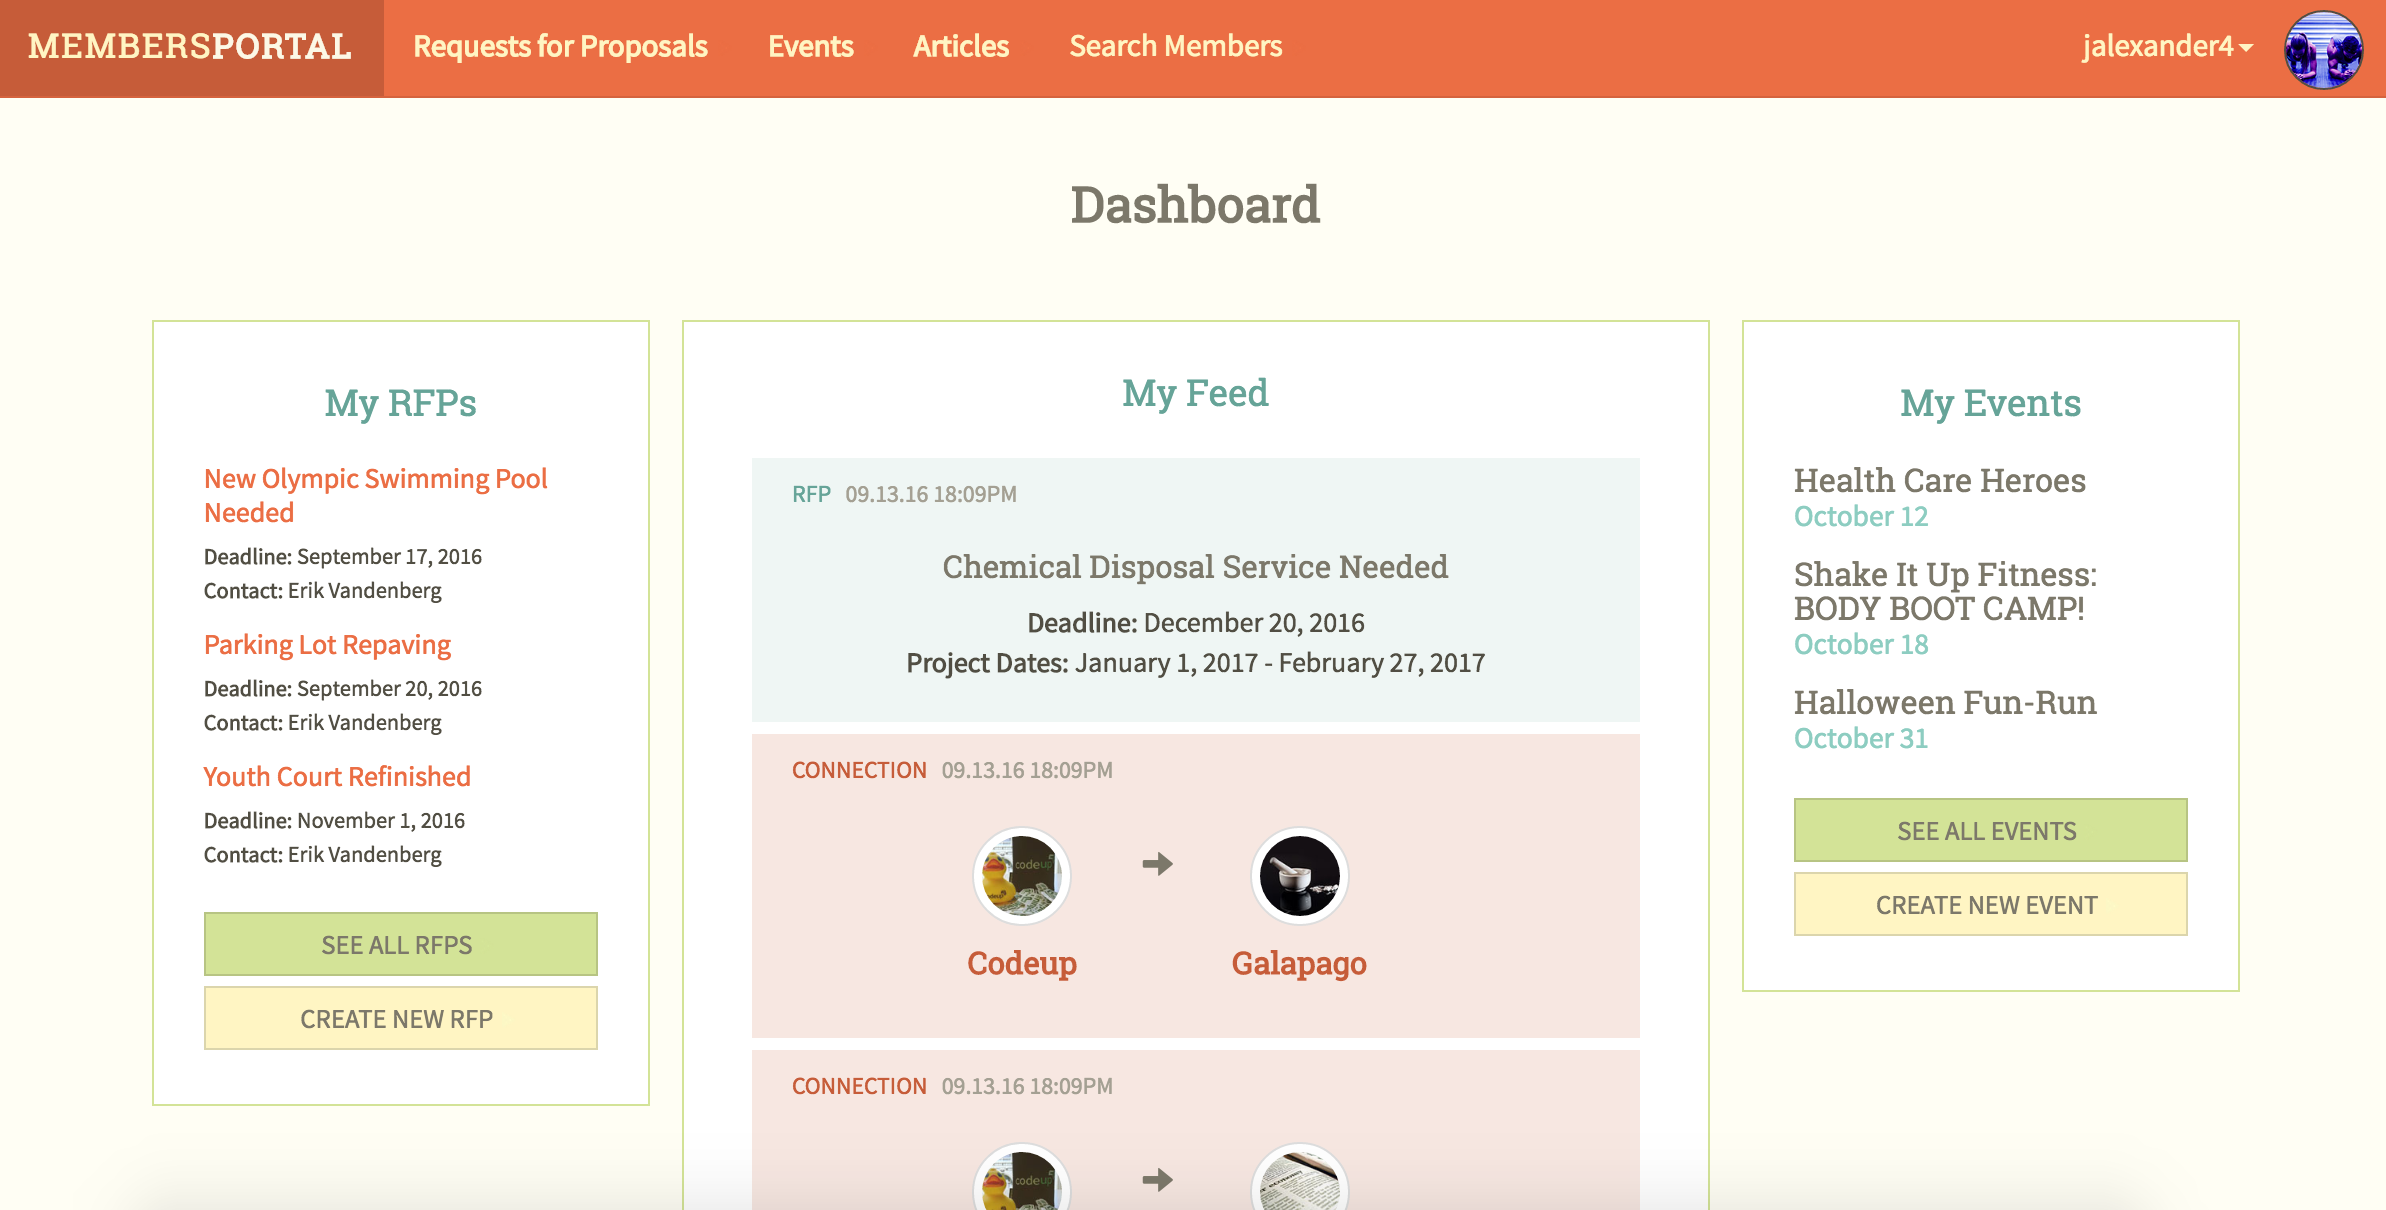 MEMBERSPORTAL
Requests for Proposals
Events
Articles
Search Members
jalexander4
Dashboard
My RFPs
New Olympic Swimming Pool
Needed
Deadline: September 17, 2016
Contact: Erik Vandenberg
Parking Lot Repaving
Deadline: September 20, 2016
Contact: Erik Vandenberg
Youth Court Refinished
Deadline: November 1, 2016
Contact: Erik Vandenberg
SEE ALL RFPS
CREATE NEW RFP
My Feed
RFP 09.13.16 18:09PM
Chemical Disposal Service Needed
Deadline: December 20, 2016
Project Dates: January 1, 2017 - February 27, 2017
CONNECTION 09.13.16 18:09PM
codeup
Codeup
Galapago
CONNECTION 09.13.16 18:09PM
codeup
economy
My Events
Health Care Heroes
October 12
Shake It Up Fitness:
BODY BOOT CAMP!
October 18
Halloween Fun-Run
October 31
SEE ALL EVENTS
CREATE NEW EVENT